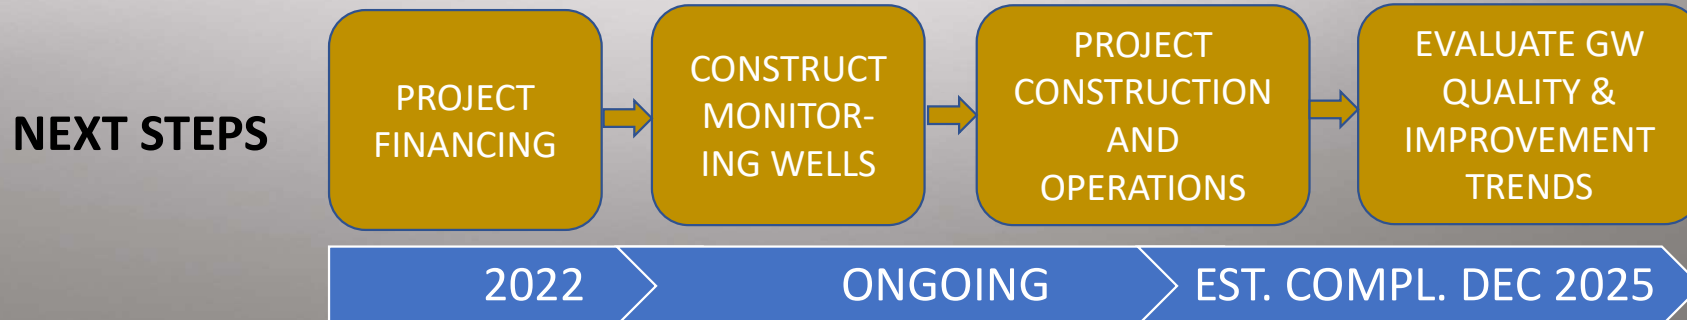 NEXT STEPS
PROJECT
FINANCING
CONSTRUCT
MONITOR-
ING WELLS
PROJECT
CONSTRUCTION
AND
OPERATIONS
EVALUATE GW
QUALITY &
IMPROVEMENT
TRENDS
2022
ONGOING
EST. COMPL. DEC 2025